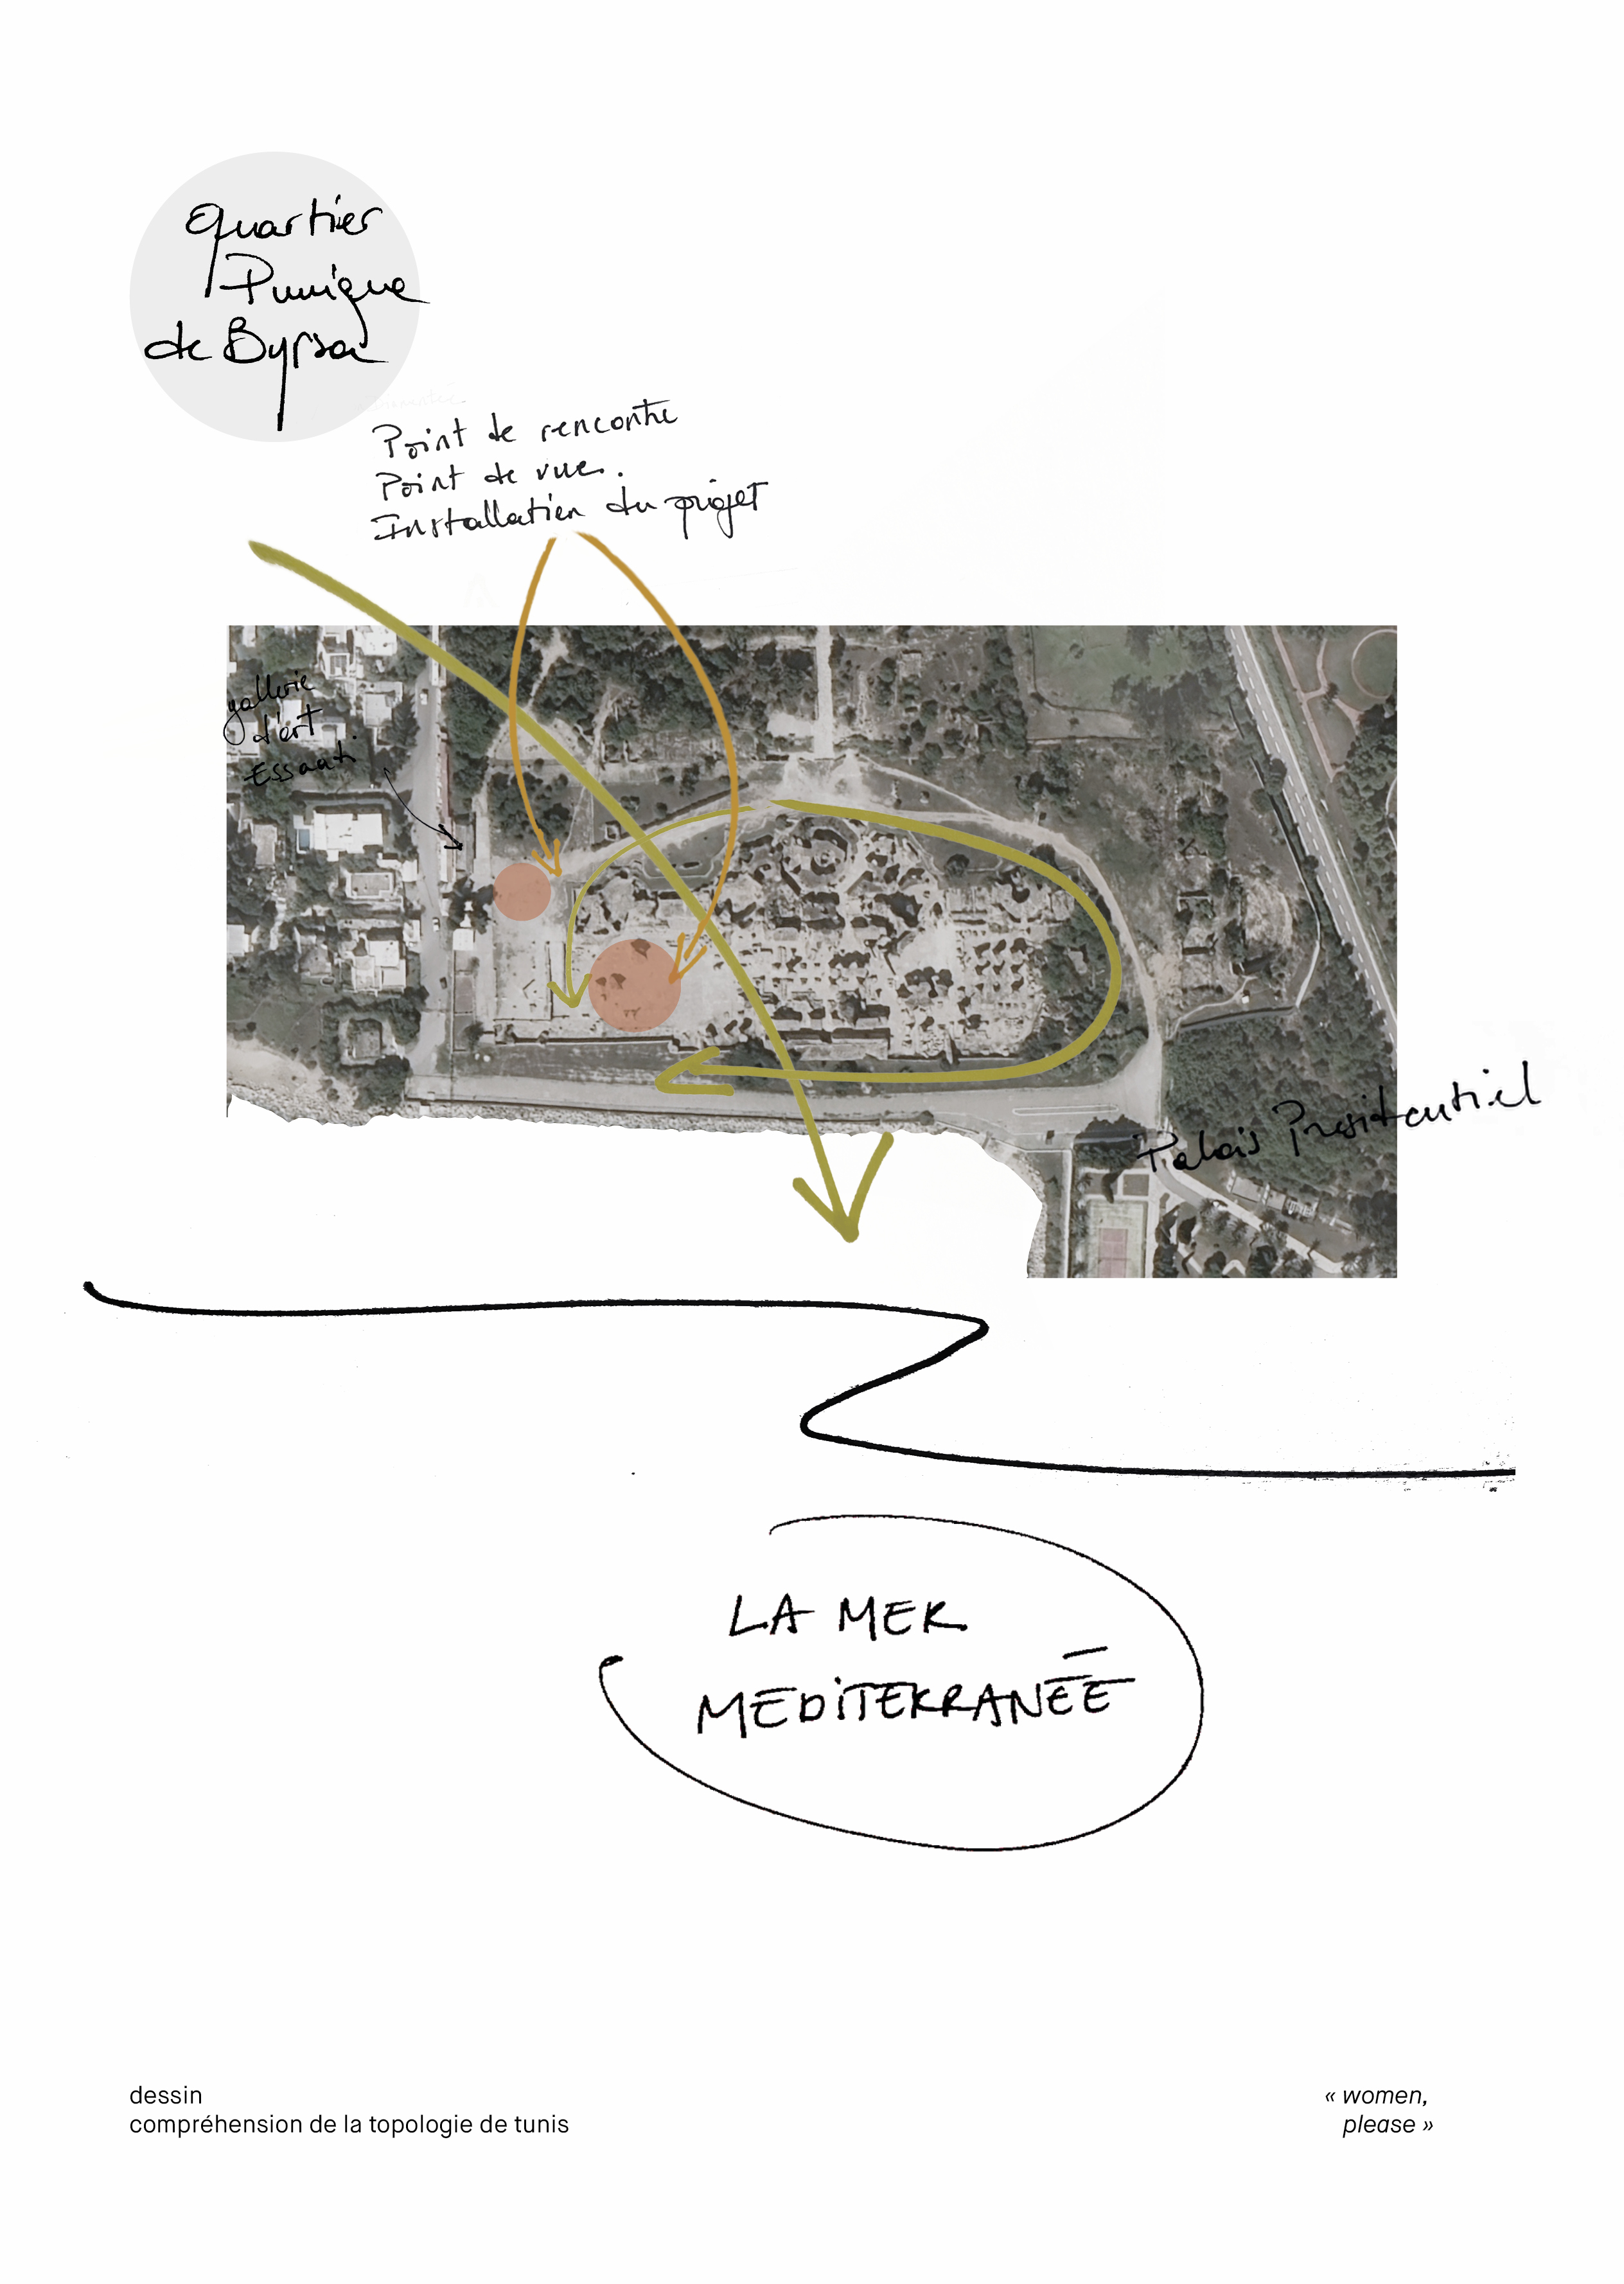 quartier
Punique
de Byrsa
Point de rencontre
Point de vue.
Installation du projet
gallerie
d'art
Essaadi
Palais Presidentiel
LA MER
MEDITERRANÉE
dessin
compréhension de la topologie de tunis
« women,
please »